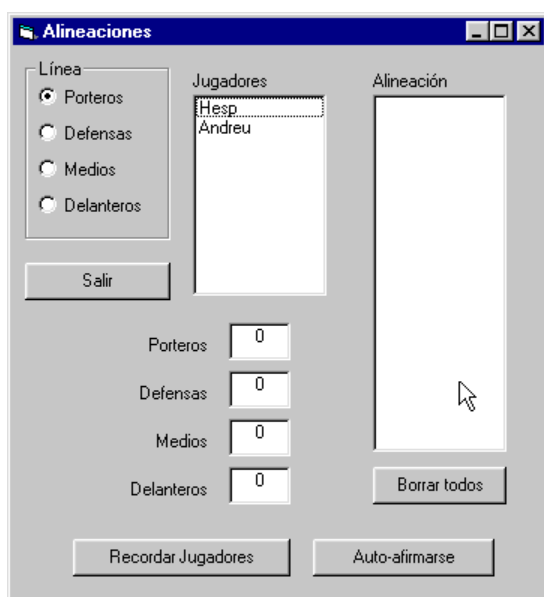 Alineaciones
Línea
Porteros
Defensas
Medios
Delanteros
Jugadores
Hesp
Andreu
Alineación
Salir
Porteros 0
Defensas 0
Medios 0
Delanteros 0
Borrar todos
Recordar Jugadores
Auto-afirmarse